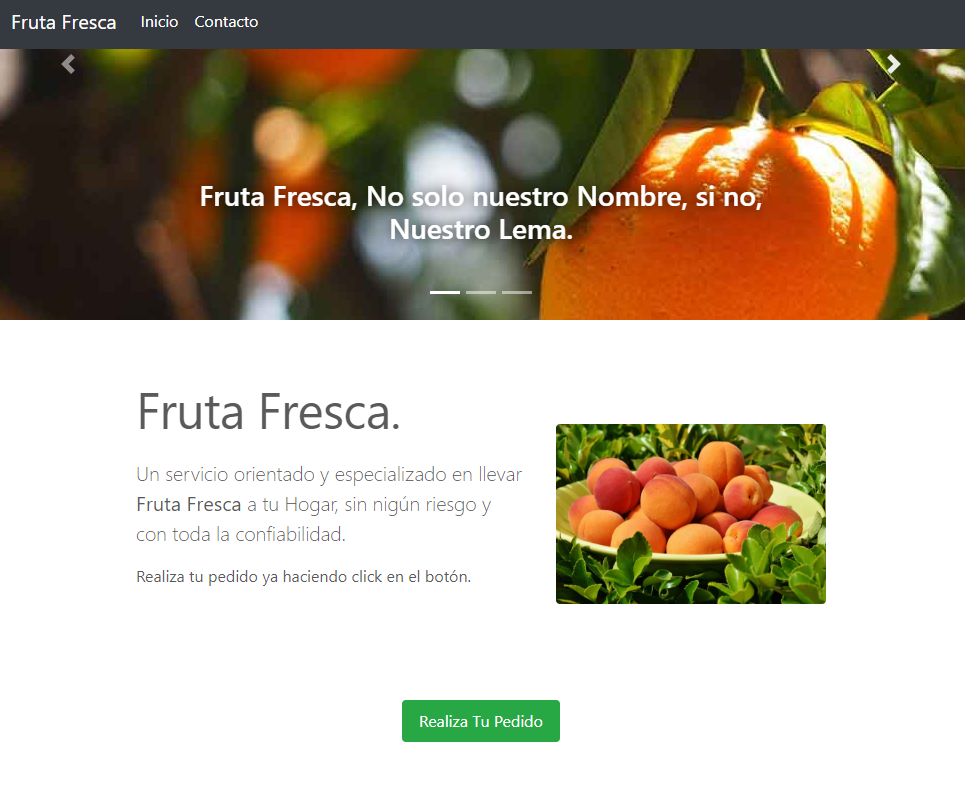 Fruta Fresca Inicio Contacto
Fruta Fresca, No solo nuestro Nombre, si no,
Nuestro Lema.
Fruta Fresca.
Un servicio orientado y especializado en llevar
Fruta Fresca a tu Hogar, sin nigún riesgo y
con toda la confiabilidad.
Realiza tu pedido ya haciendo click en el botón.
Realiza Tu Pedido